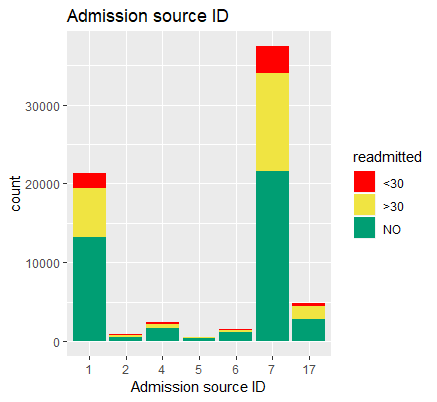 Admission source ID
30000
20000
10000
0
count
1 2 4 5 6 7 17
Admission source ID
readmitted
<30
>30
NO